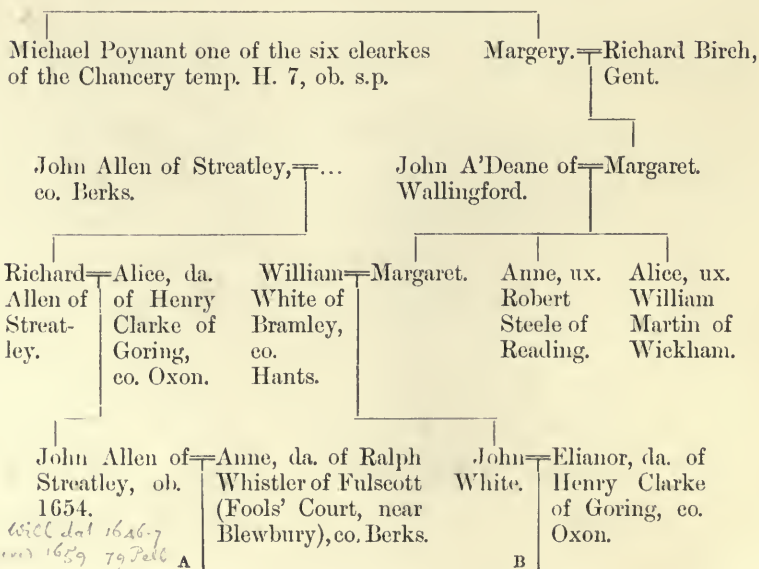 Michael Poynant one of the six clearkes
of the Chancery temp. H. 7, ob. s.p.
Margery.=Richard Birch,
Gent.
John Allen of Streatley,=...
co. Berks.
John A'Deane of=Margaret.
Wallingford.
Richard=Alice, da.
Allen of of Henry
Streat- Clarke of
ley. Goring,
co. Oxon.
William=Margaret.
White of
Bramley,
co.
Hants.
Anne, ux.
Robert
Steele of
Reading.
Alice, ux.
William
Martin of
Wickham.
John Allen of=Anne, da. of Ralph
Streatley, ob. Whistler of Fulscott
1654. (Fools' Court, near
Blewbury), co. Berks.
Will dat 1646-7
1659 79 Pell
A
John=Elianor, da. of
White. Henry Clarke
of Goring, co.
Oxon.
B